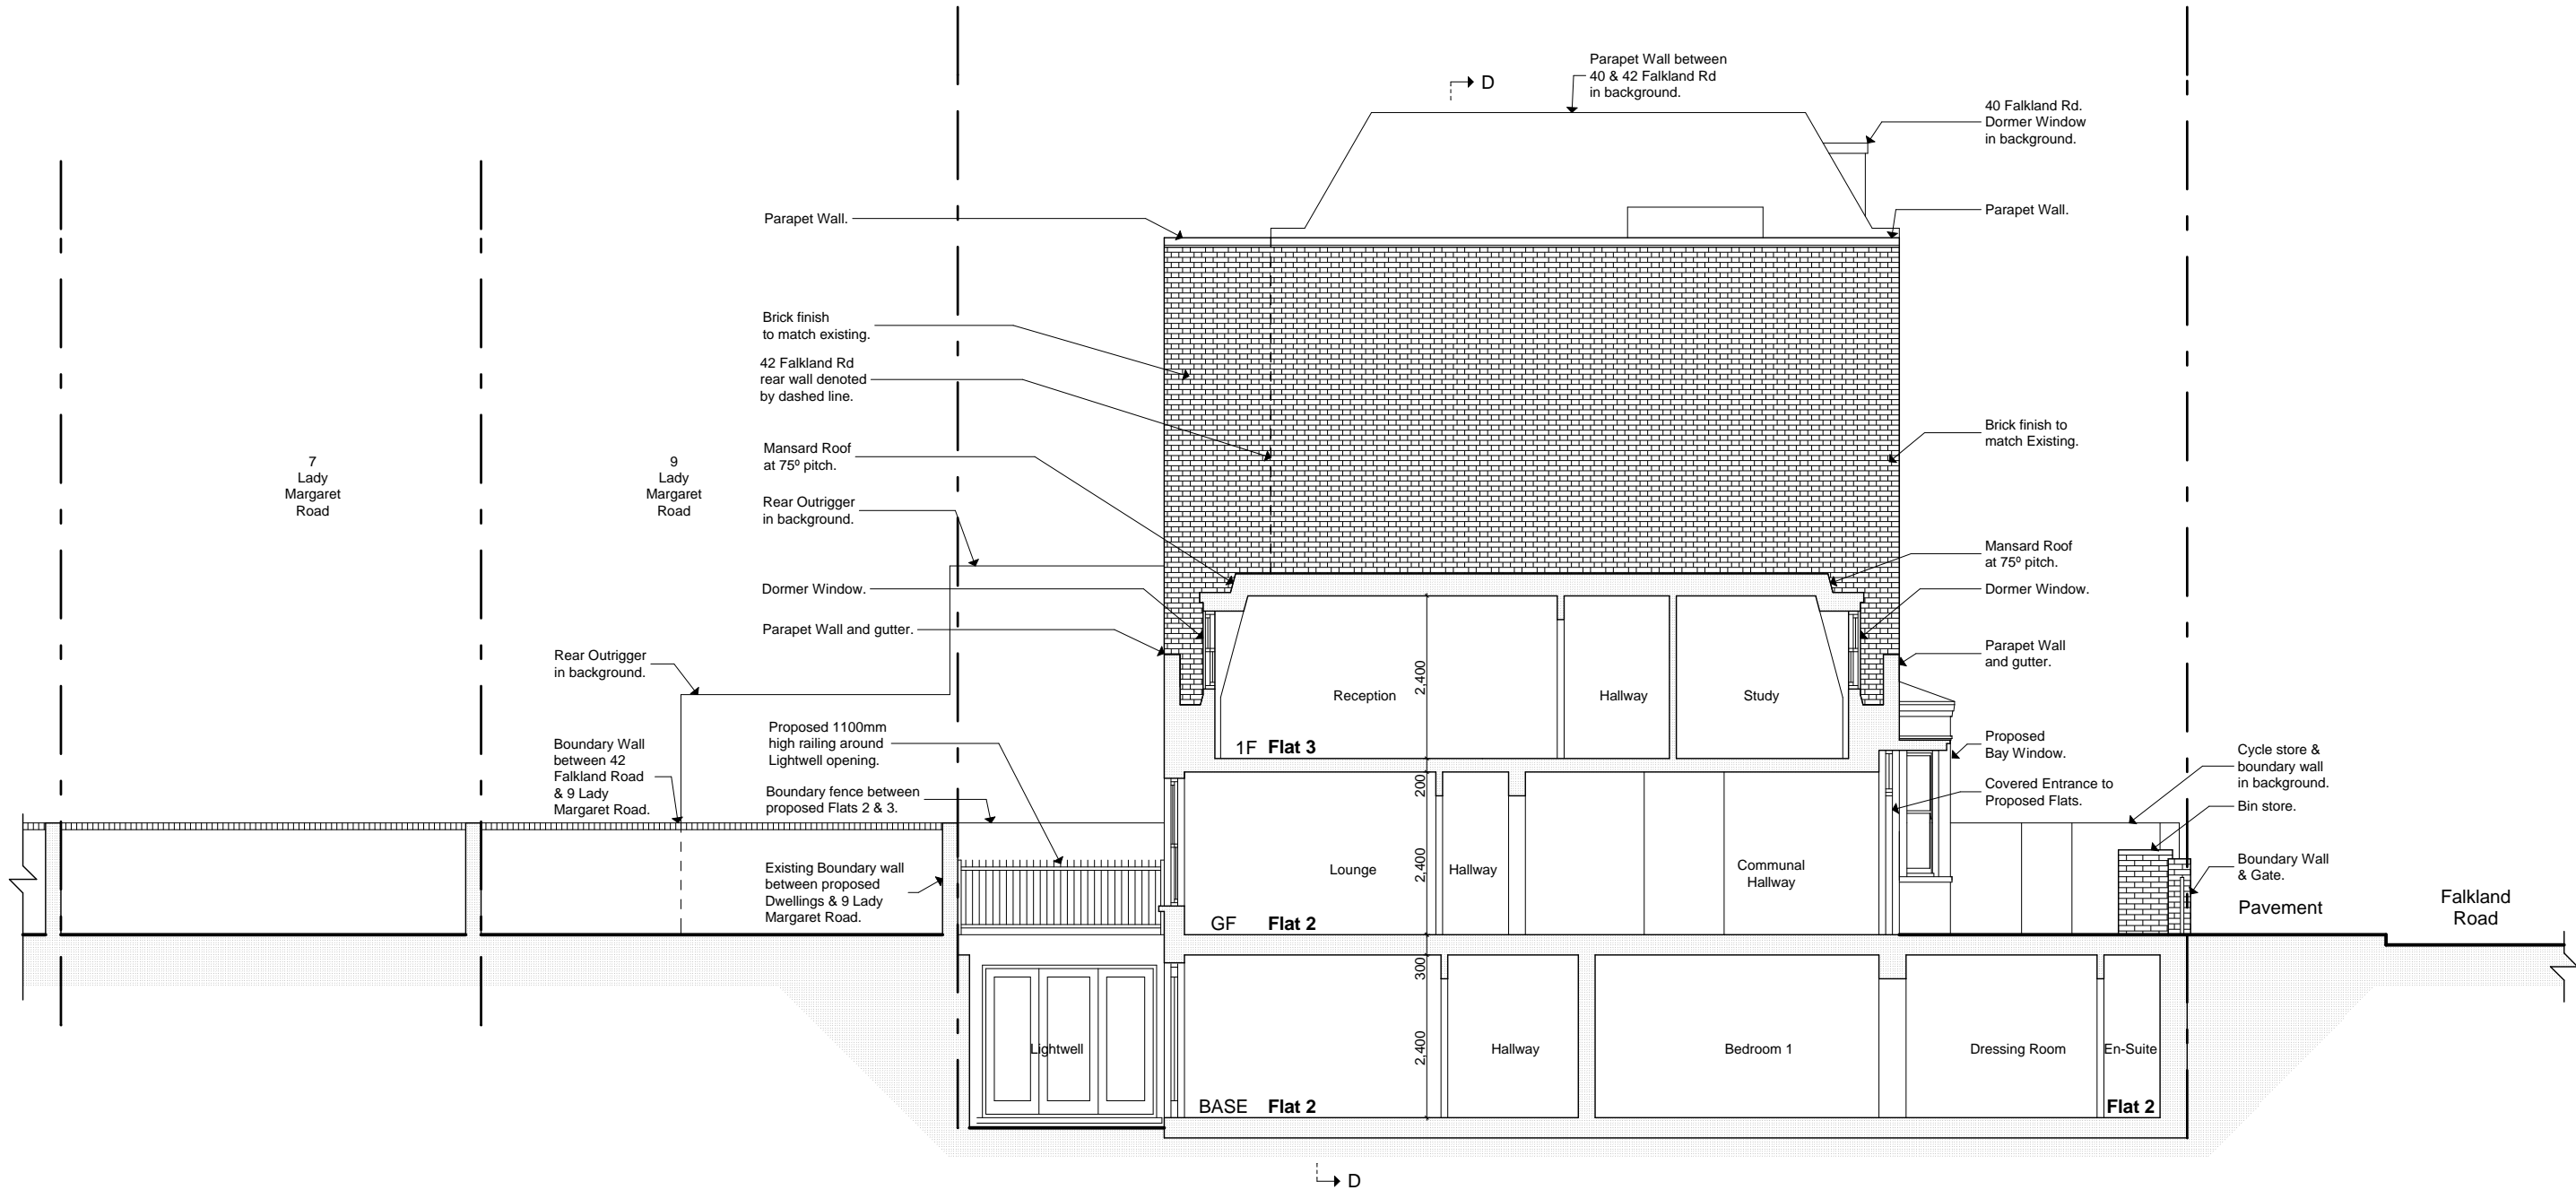 D
Parapet Wall between
40 & 42 Falkland Rd
in background.
40 Falkland Rd.
Dormer Window
in background.
Parapet Wall.
Parapet Wall.
Brick finish
to match existing.
42 Falkland Rd
rear wall denoted
by dashed line.
Brick finish to
match Existing.
7
Lady
Margaret
Road
9
Lady
Margaret
Road
Mansard Roof
at 75º pitch.
Rear Outrigger
in background.
Mansard Roof
at 75º pitch.
Dormer Window.
Dormer Window.
Parapet Wall and gutter.
Rear Outrigger
in background.
Parapet Wall
and gutter.
2,400
Reception
Hallway
Study
1F Flat 3
Proposed 1100mm
high railing around
Lightwell opening.
Boundary Wall
between 42
Falkland Road
& 9 Lady
Margaret Road.
Boundary fence between
proposed Flats 2 & 3.
Proposed
Bay Window.
Covered Entrance to
Proposed Flats.
Cycle store &
boundary wall
in background.
Bin store.
200
Existing Boundary wall
between proposed
Dwellings & 9 Lady
Margaret Road.
2,400
Lounge
Hallway
Communal
Hallway
Boundary Wall
& Gate.
Pavement
Falkland
Road
GF Flat 2
300
2,400
Lightwell
Hallway
Bedroom 1
Dressing Room
En-Suite
BASE Flat 2
Flat 2
D